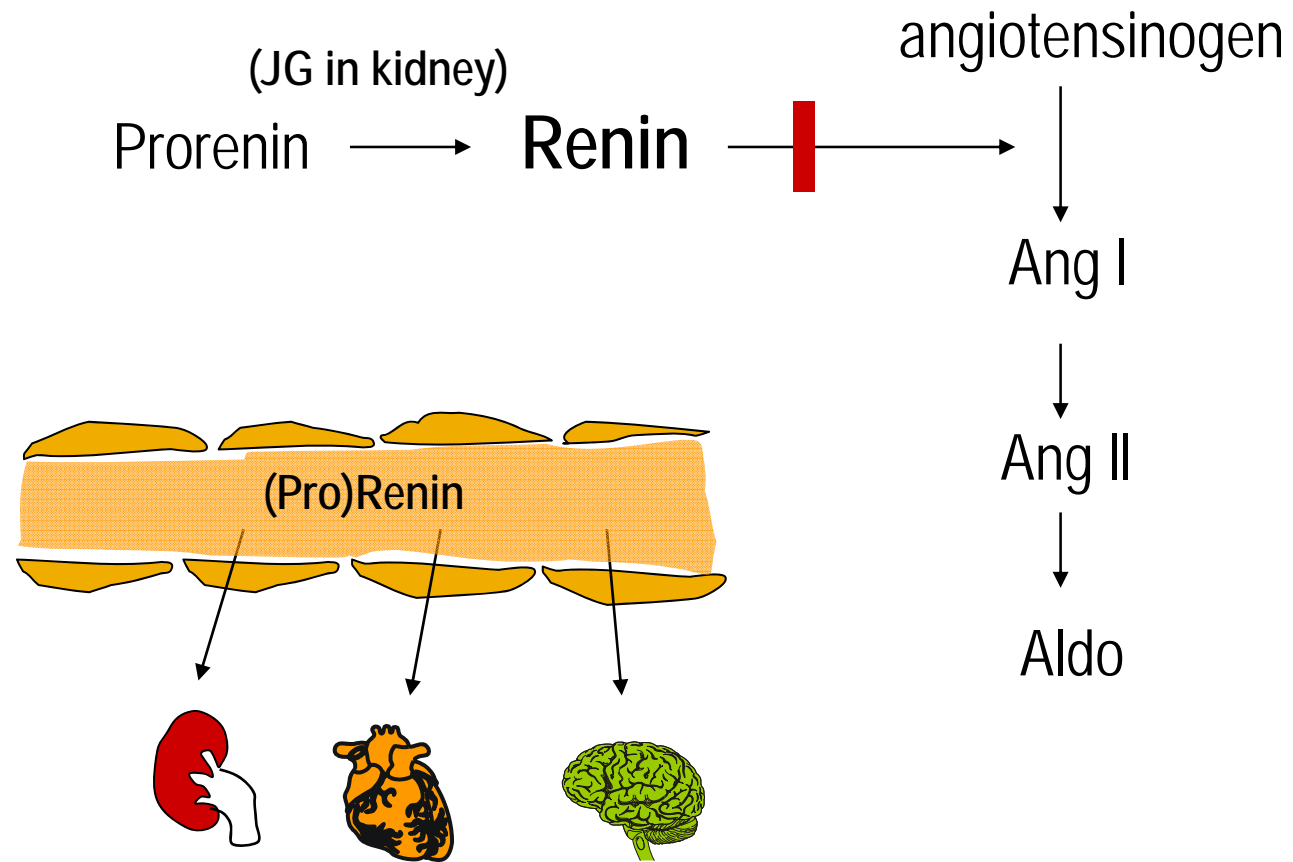 angiotensinogen
(JG in kidney)
Prorenin
Renin
Ang I
Ang II
(Pro)Renin
Aldo